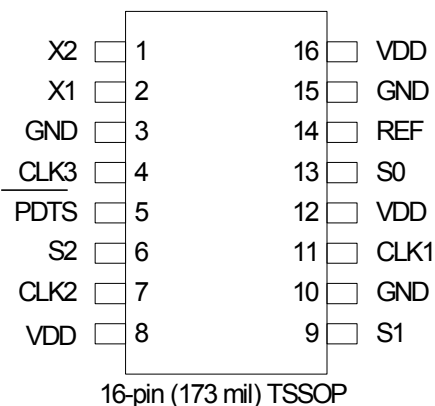 X2 1 16 VDD
X1 2 15 GND
GND 3 14 REF
CLK3 4 13 S0
PDTS 5 12 VDD
S2 6 11 CLK1
CLK2 7 10 GND
VDD 8 9 S1
16-pin (173 mil) TSSOP